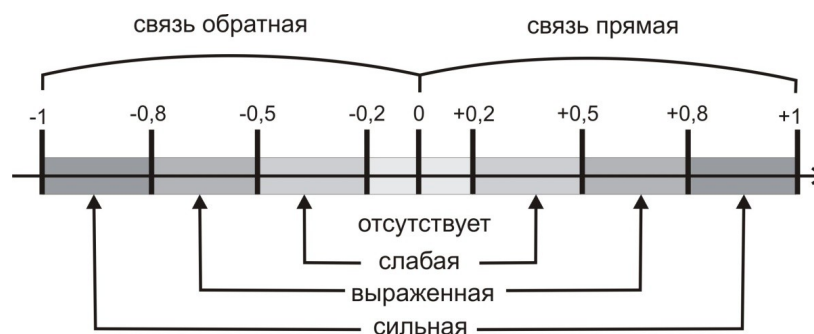 связь обратная связь прямая
-1 -0,8 -0,5 -0,2 0 +0,2 +0,5 +0,8 +1
отсутствует
слабая
выраженная
сильная